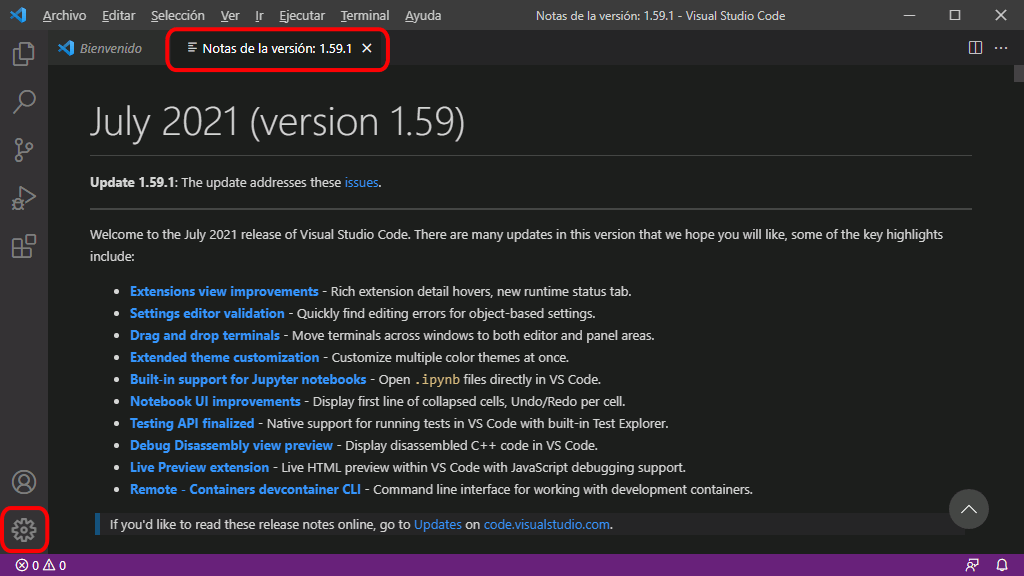 Archivo Editar Selección Ver Ir Ejecutar Terminal Ayuda Notas de la versión: 1.59.1 - Visual Studio Code
Bienvenido Notas de la versión: 1.59.1
July 2021 (version 1.59)
Update 1.59.1: The update addresses these issues.
Welcome to the July 2021 release of Visual Studio Code. There are many updates in this version that we hope you will like, some of the key highlights
include:
• Extensions view improvements - Rich extension detail hovers, new runtime status tab.
• Settings editor validation - Quickly find editing errors for object-based settings.
• Drag and drop terminals - Move terminals across windows to both editor and panel areas.
• Extended theme customization - Customize multiple color themes at once.
• Built-in support for Jupyter notebooks - Open .ipynb files directly in VS Code.
• Notebook UI improvements - Display first line of collapsed cells, Undo/Redo per cell.
• Testing API finalized - Native support for running tests in VS Code with built-in Test Explorer.
• Debug Disassembly view preview - Display disassembled C++ code in VS Code.
• Live Preview extension - Live HTML preview within VS Code with JavaScript debugging support.
• Remote - Containers devcontainer CLI - Command line interface for working with development containers.
If you'd like to read these release notes online, go to Updates on code.visualstudio.com.
0 0